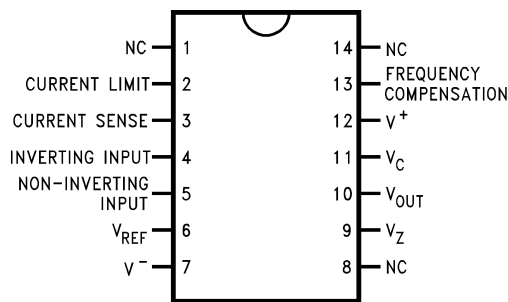 NC 1 14 NC
CURRENT LIMIT 2 13 FREQUENCY
COMPENSATION
CURRENT SENSE 3 12 V+
INVERTING INPUT 4 11 VC
NON-INVERTING
INPUT 5 10 VOUT
VREF 6 9 VZ
V- 7 8 NC